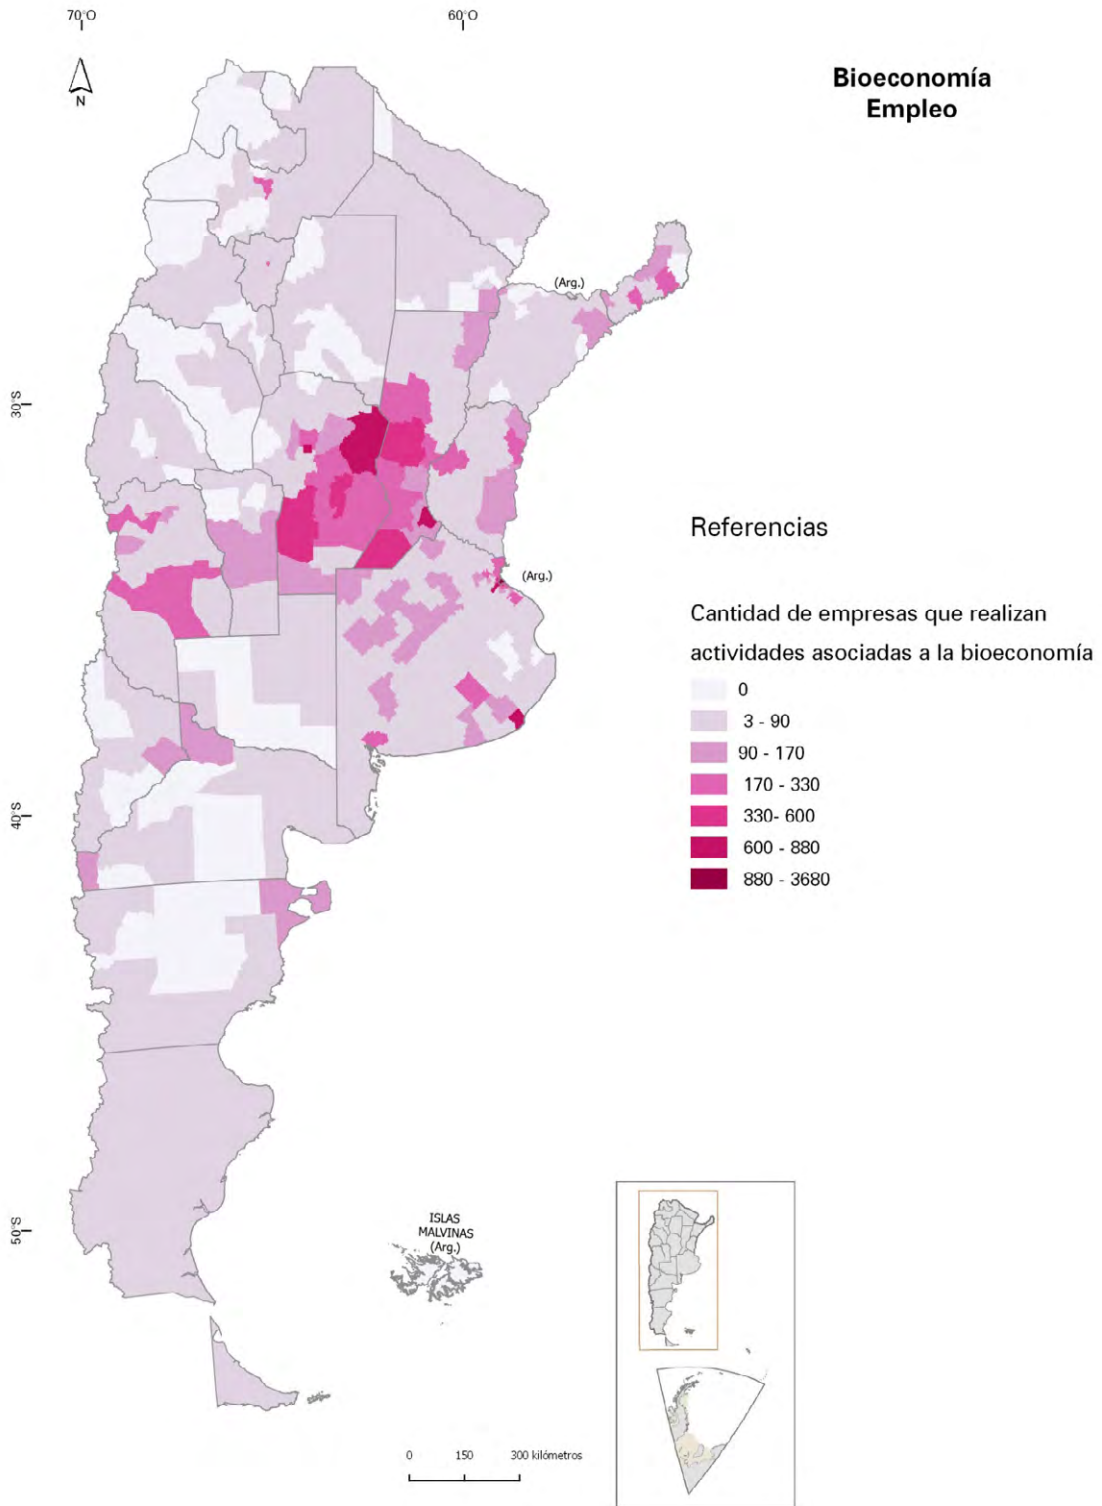 70°O
60°O
N
Bioeconomía
Empleo
(Arg.)
30°S
Referencias
(Arg.)
Cantidad de empresas que realizan
actividades asociadas a la bioeconomía
0
3 - 90
90 - 170
170 - 330
330- 600
600 - 880
880 - 3680
40°S
50°S
ISLAS
MALVINAS
(Arg.)
0 150 300 kilómetros